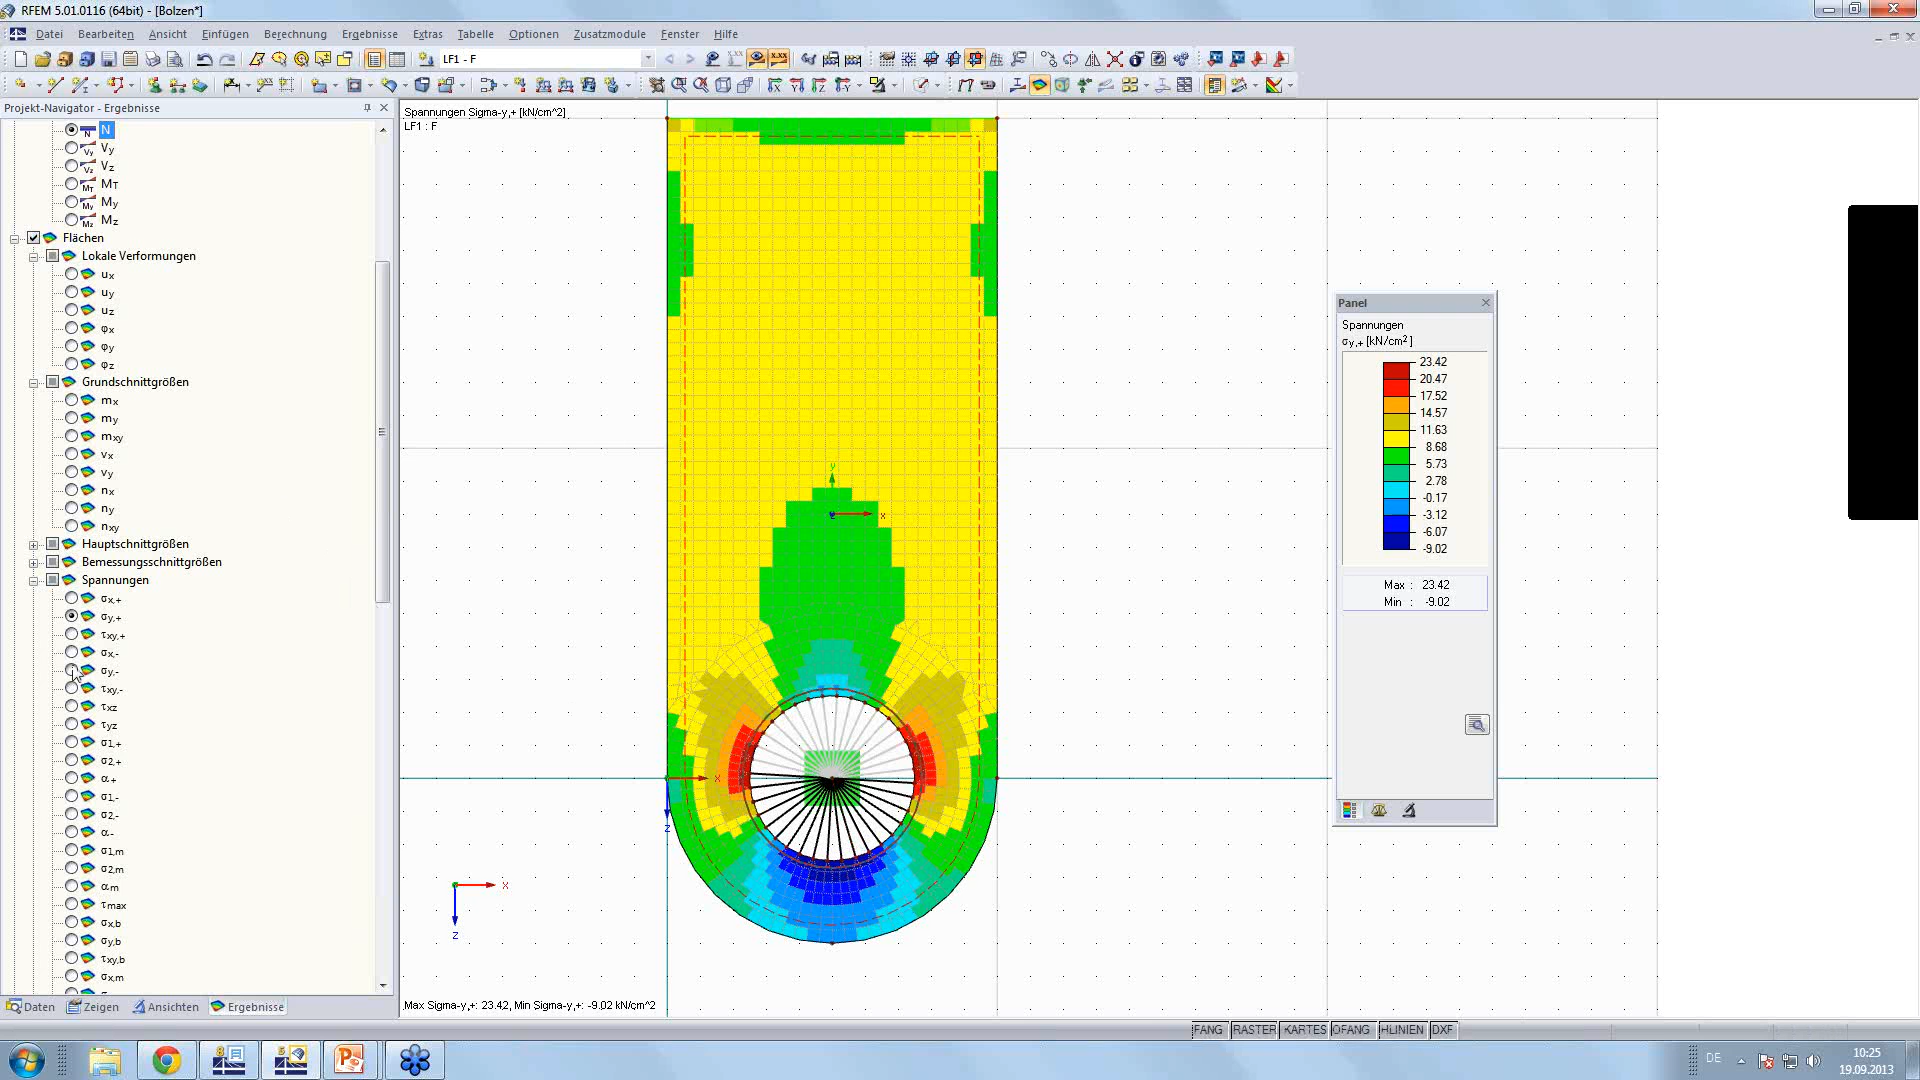 RFEM 5.01.0116 (64bit) - [Bolzen*]
Datei Bearbeiten Ansicht Einfügen Berechnung Ergebnisse Extras Tabelle Optionen Zusatzmodule Fenster Hilfe
LF1 - F
Projekt-Navigator - Ergebnisse
N
Vy
Vz
MT
My
Mz
Flächen
Lokale Verformungen
ux
uy
uz
φx
φy
φz
Grundschnittgrößen
mx
my
mxy
vx
vy
nx
ny
nxy
Hauptschnittgrößen
Bemessungsschnittgrößen
Spannungen
σx,+
σy,+
τxy,+
σx,-
σy,-
τxy,-
τxz
τyz
σ1,+
σ2,+
α+
σ1,-
σ2,-
α-
σ1,m
σ2,m
αm
τmax
σx,b
σy,b
τxy,b
σx,m
Daten Zeigen Ansichten Ergebnisse
Spannungen Sigma-y,+ [kN/cm^2]
LF1 : F
y
x
x
z
x
z
Max Sigma-y,+: 23.42, Min Sigma-y,+: -9.02 kN/cm^2
Panel
Spannungen
σy,+ [kN/cm²]
23.42
20.47
17.52
14.57
11.63
8.68
5.73
2.78
-0.17
-3.12
-6.07
-9.02
Max : 23.42
Min : -9.02
FANG RASTER KARTES OFANG HLINIEN DXF
DE
10:25
19.09.2013